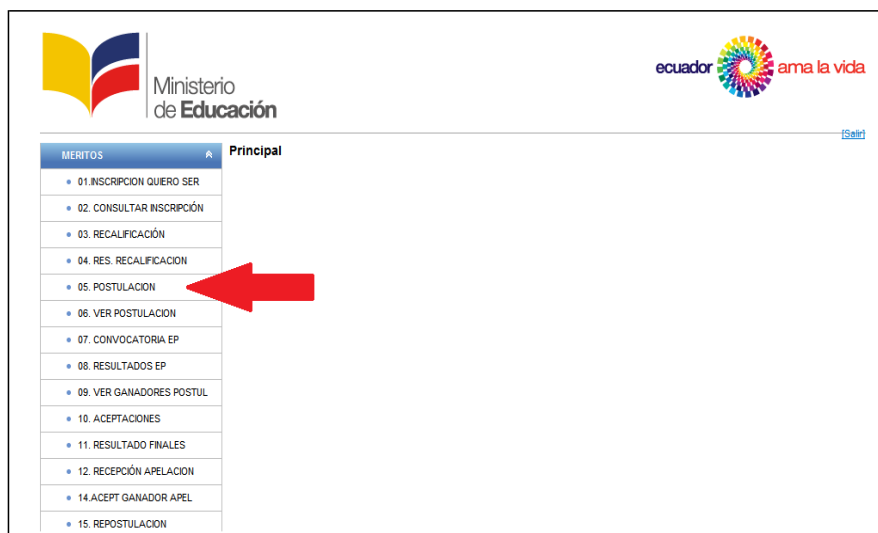 Ministerio
de Educación
ecuador ama la vida
[Salir]
MERITOS
Principal
01.INSCRIPCION QUIERO SER
02. CONSULTAR INSCRIPCIÓN
03. RECALIFICACIÓN
04. RES. RECALIFICACION
05. POSTULACION
06. VER POSTULACION
07. CONVOCATORIA EP
08. RESULTADOS EP
09. VER GANADORES POSTUL
10. ACEPTACIONES
11. RESULTADO FINALES
12. RECEPCIÓN APELACION
14.ACEPT GANADOR APEL
15. REPOSTULACION